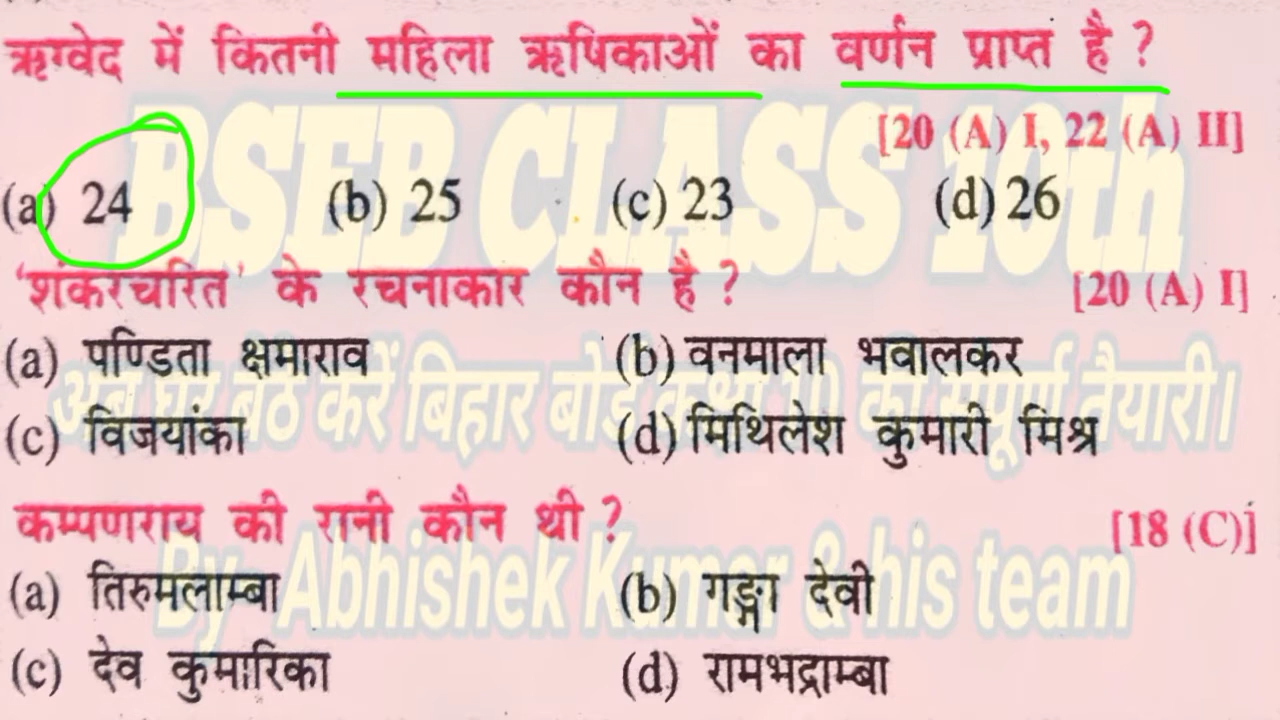 ऋग्वेद में कितनी महिला ऋषिकाओं का वर्णन प्राप्त है ?
[20 (A) I, 22 (A) II]
(a) 24 (b) 25 (c) 23 (d) 26
BSEB CLASS 10th
'शंकरचरित' के रचनाकार कौन है ? [20 (A) I]
(a) पण्डिता क्षमाराव (b) वनमाला भवालकर
अब घर बैठे करें बिहार बोर्ड कक्षा 10 की संपूर्ण तैयारी।
(c) विजयांका (d) मिथिलेश कुमारी मिश्र
कम्पणराय की रानी कौन थी ? [18 (C)]
By- Abhishek Kumar & his team
(a) तिरुमलाम्बा (b) गङ्गा देवी
(c) देव कुमारिका (d) रामभद्राम्बा